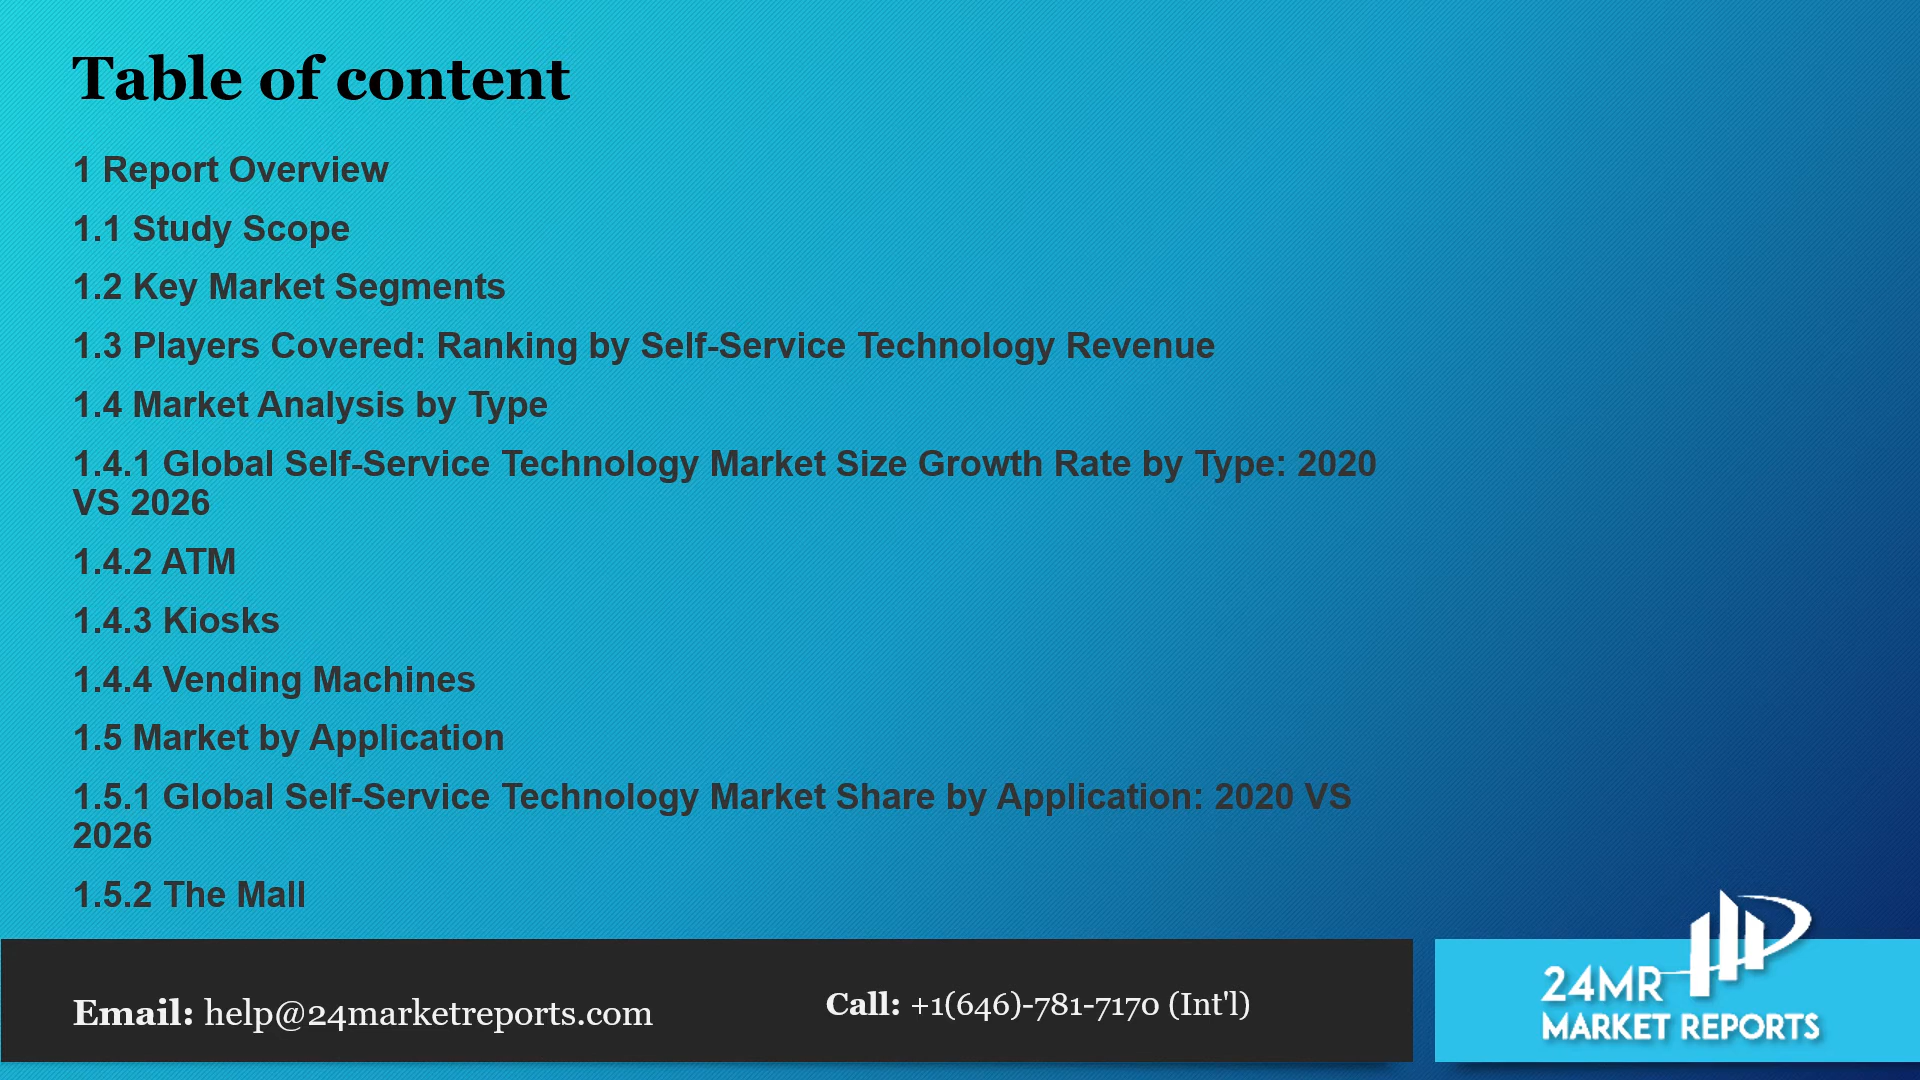 Table of content
1 Report Overview
1.1 Study Scope
1.2 Key Market Segments
1.3 Players Covered: Ranking by Self-Service Technology Revenue
1.4 Market Analysis by Type
1.4.1 Global Self-Service Technology Market Size Growth Rate by Type: 2020
VS 2026
1.4.2 ATM
1.4.3 Kiosks
1.4.4 Vending Machines
1.5 Market by Application
1.5.1 Global Self-Service Technology Market Share by Application: 2020 VS
2026
1.5.2 The Mall
Email: help@24marketreports.com
Call: +1(646)-781-7170 (Int'l)
24MR
MARKET REPORTS